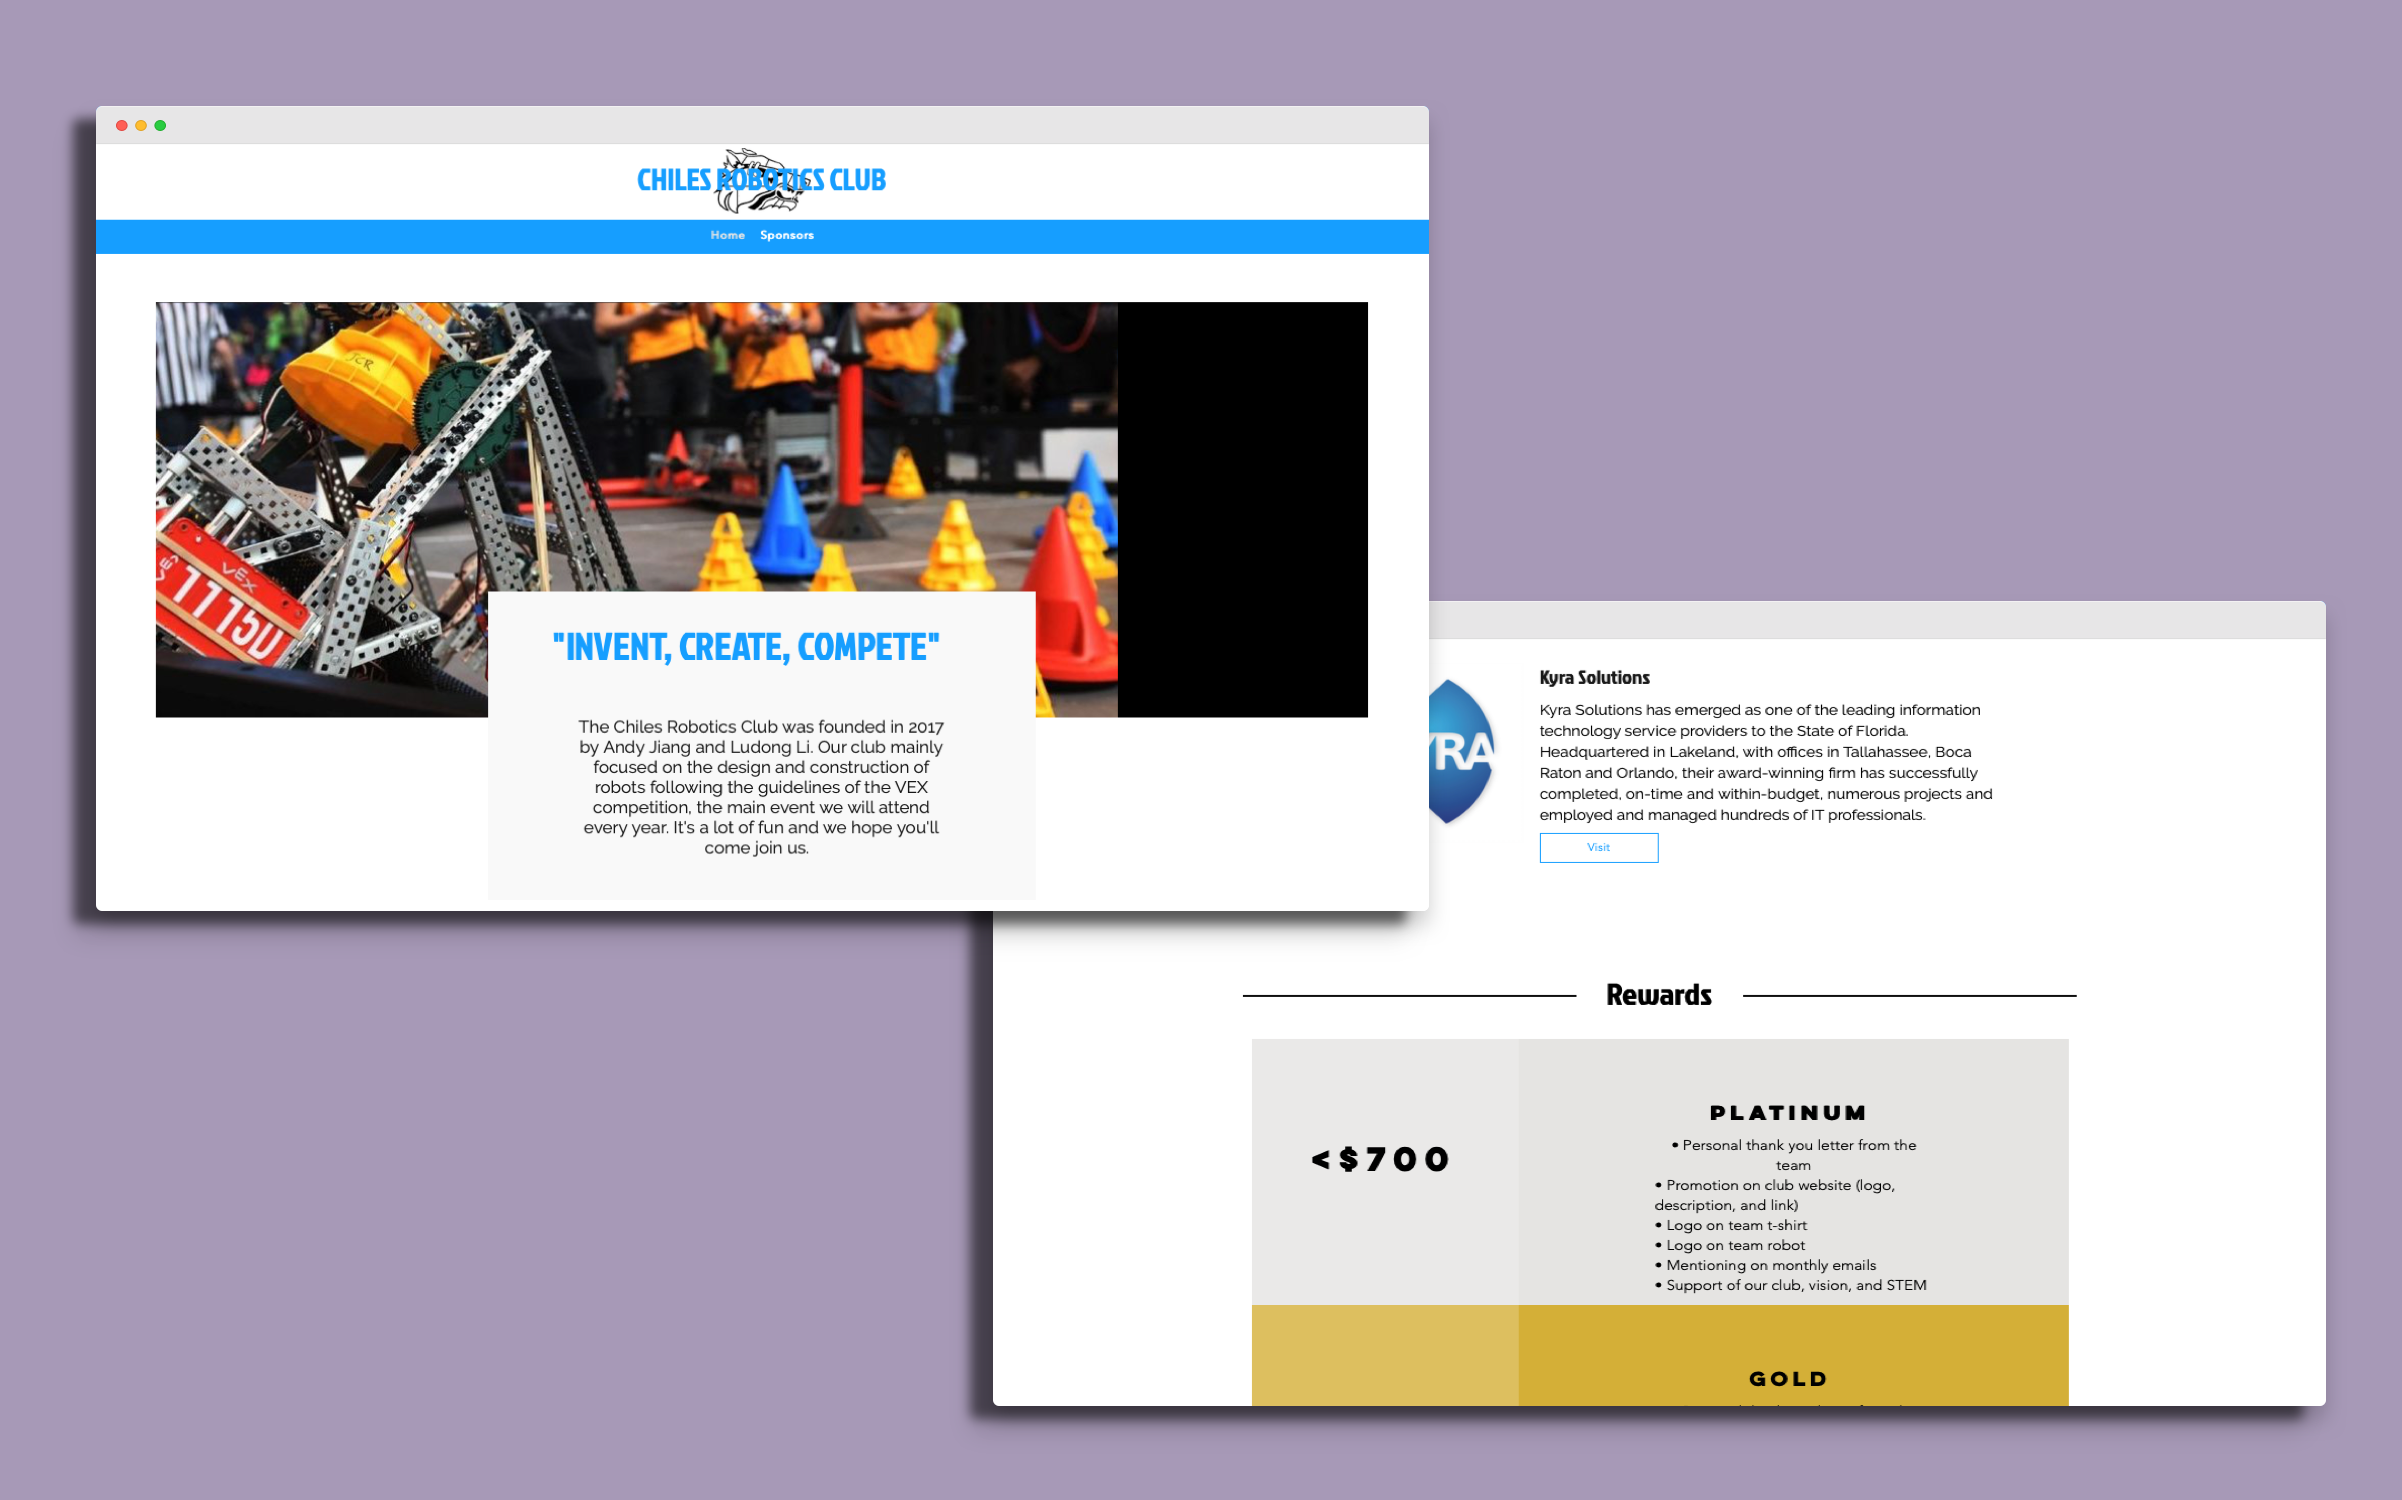 CHILES ROBOTICS CLUB
Home Sponsors
JCR
VEX
1115D
"INVENT, CREATE, COMPETE"
The Chiles Robotics Club was founded in 2017
by Andy Jiang and Ludong Li. Our club mainly
focused on the design and construction of
robots following the guidelines of the VEX
competition, the main event we will attend
every year. It's a lot of fun and we hope you'll
come join us.
YRA
Kyra Solutions
Kyra Solutions has emerged as one of the leading information
technology service providers to the State of Florida.
Headquartered in Lakeland, with offices in Tallahassee, Boca
Raton and Orlando, their award-winning firm has successfully
completed, on-time and within-budget, numerous projects and
employed and managed hundreds of IT professionals.
Visit
Rewards
<$700
PLATINUM
• Personal thank you letter from the
team
• Promotion on club website (logo,
description, and link)
• Logo on team t-shirt
• Logo on team robot
• Mentioning on monthly emails
• Support of our club, vision, and STEM
GOLD